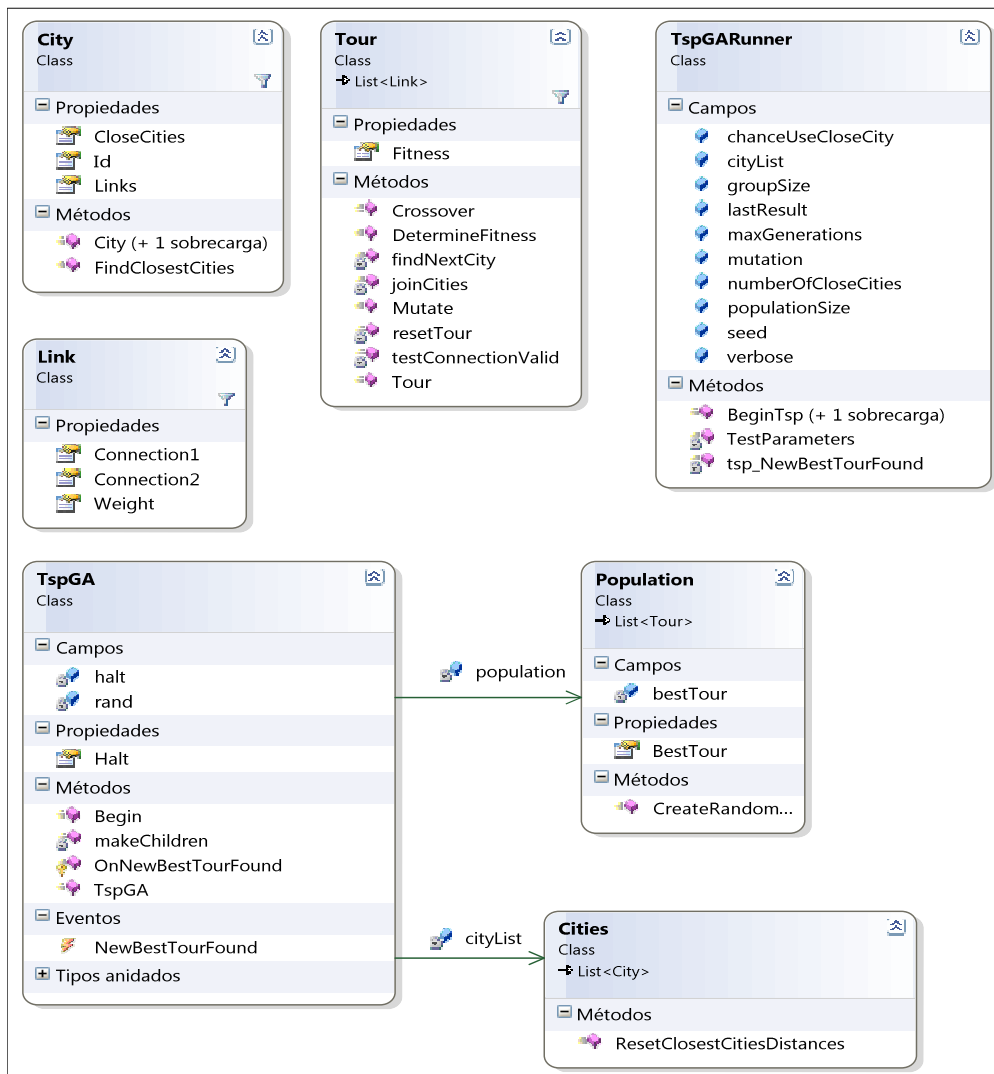 City
Class
Propiedades
CloseCities
Id
Links
Métodos
City (+ 1 sobrecarga)
FindClosestCities
Tour
Class
List<Link>
Propiedades
Fitness
Métodos
Crossover
DetermineFitness
findNextCity
joinCities
Mutate
resetTour
testConnectionValid
Tour
TspGARunner
Class
Campos
chanceUseCloseCity
cityList
groupSize
lastResult
maxGenerations
mutation
numberOfCloseCities
populationSize
seed
verbose
Métodos
BeginTsp (+ 1 sobrecarga)
TestParameters
tsp_NewBestTourFound
Link
Class
Propiedades
Connection1
Connection2
Weight
TspGA
Class
Campos
halt
rand
Propiedades
Halt
Métodos
Begin
makeChildren
OnNewBestTourFound
TspGA
Eventos
NewBestTourFound
Tipos anidados
population
Population
Class
List<Tour>
Campos
bestTour
Propiedades
BestTour
Métodos
CreateRandom...
cityList
Cities
Class
List<City>
Métodos
ResetClosestCitiesDistances